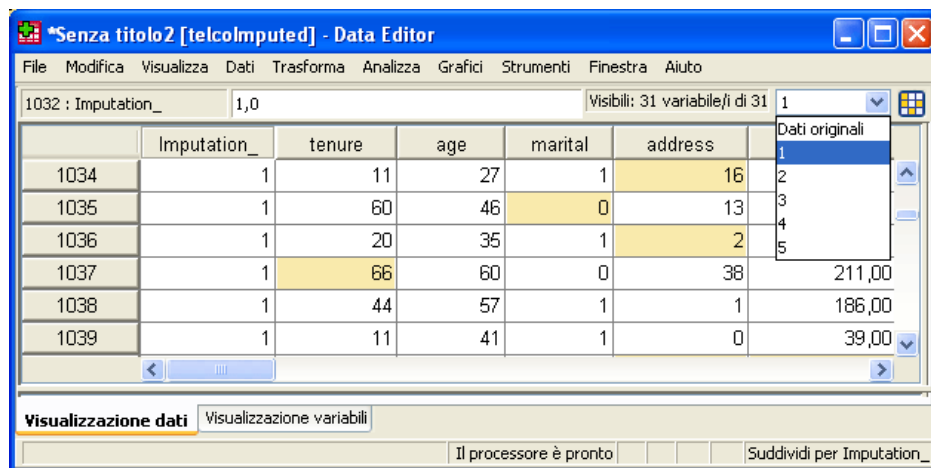 *Senza titolo2 [telcoImputed] - Data Editor
File Modifica Visualizza Dati Trasforma Analizza Grafici Strumenti Finestra Aiuto
1032 : Imputation_ 1,0 Visibili: 31 variabile/i di 31 1
Dati originali
1
2
3
4
5
Imputation_ tenure age marital address
1034 1 11 27 1 16
1035 1 60 46 0 13
1036 1 20 35 1 2
1037 1 66 60 0 38 211,00
1038 1 44 57 1 1 186,00
1039 1 11 41 1 0 39,00
Visualizzazione dati Visualizzazione variabili
Il processore è pronto Suddividi per Imputation_